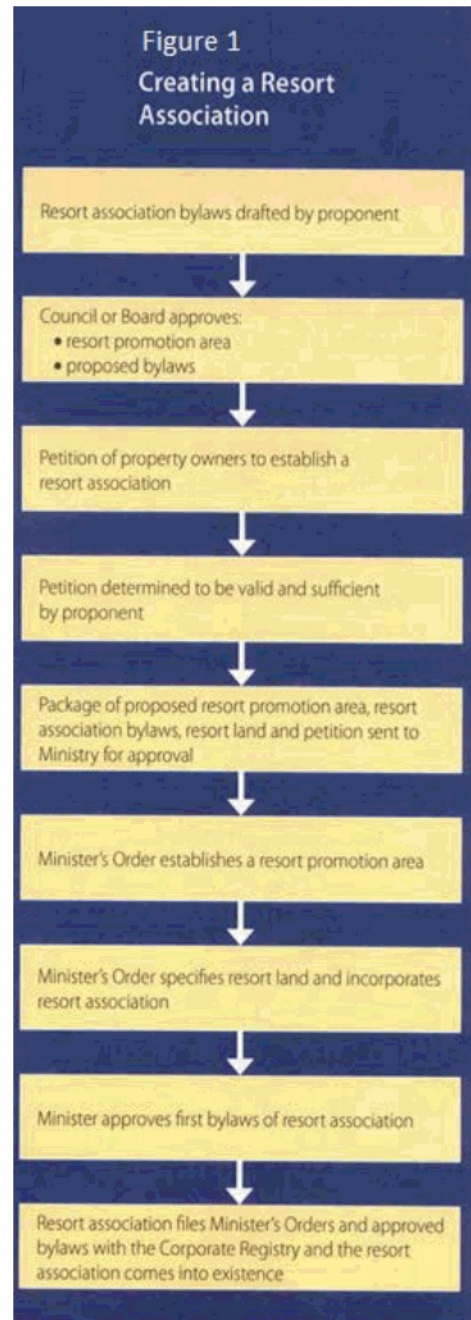 Figure 1
Creating a Resort
Association
Resort association bylaws drafted by proponent
Council or Board approves:
• resort promotion area
• proposed bylaws
Petition of property owners to establish a
resort association
Petition determined to be valid and sufficient
by proponent
Package of proposed resort promotion area, resort
association bylaws, resort land and petition sent to
Ministry for approval
Minister's Order establishes a resort promotion area
Minister's Order specifies resort land and incorporates
resort association
Minister approves first bylaws of resort association
Resort association files Minister's Orders and approved
bylaws with the Corporate Registry and the resort
association comes into existence